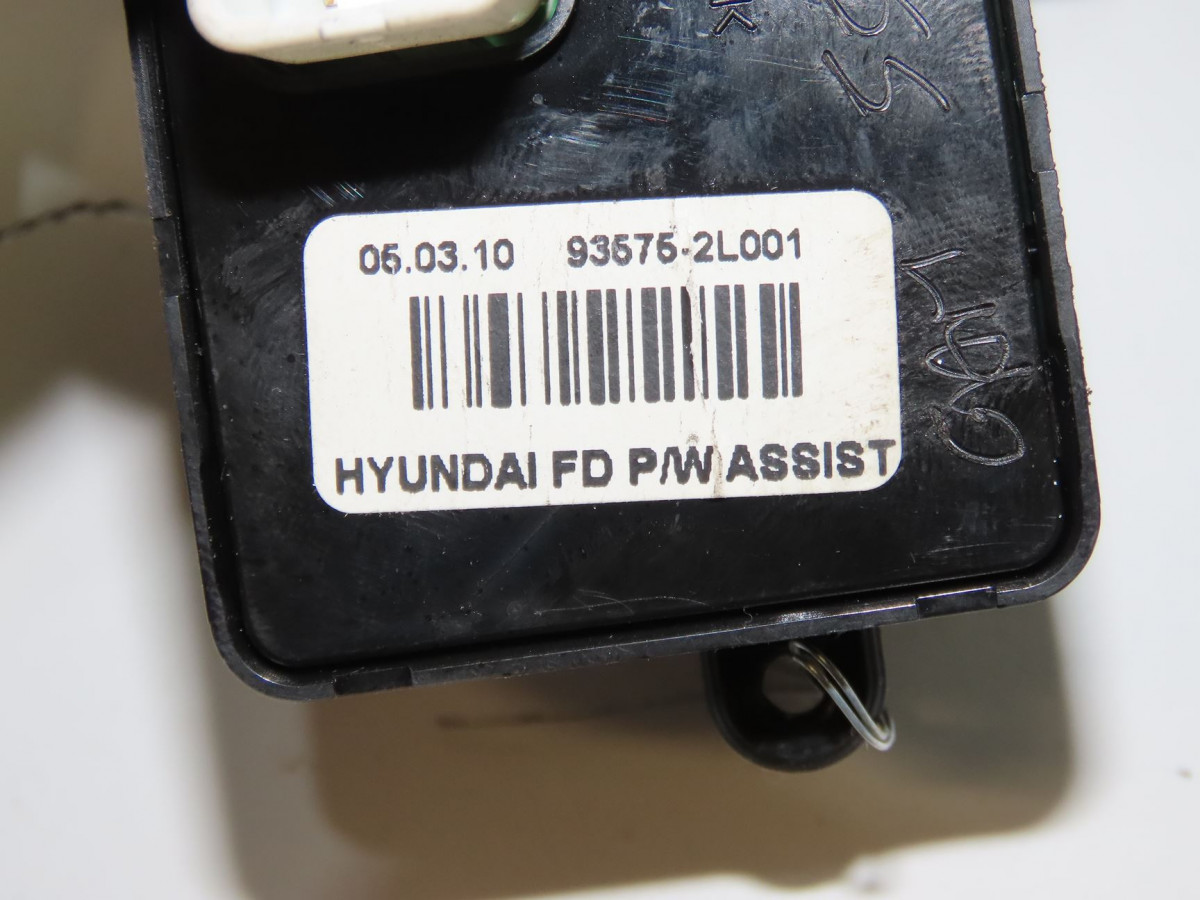 05.03.10 93575-2L001
HYUNDAI FD P/W ASSIST